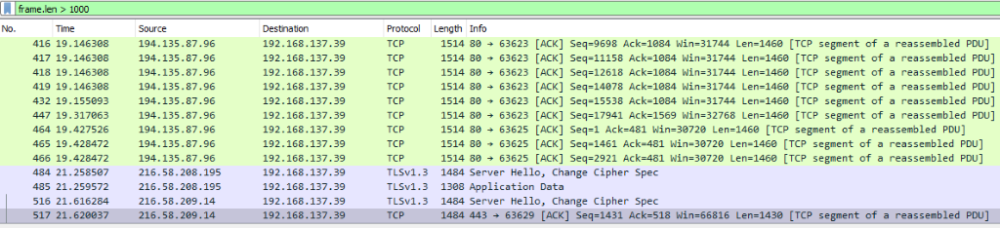 frame.len > 1000
No. Time Source Destination Protocol Length Info
416 19.146308 194.135.87.96 192.168.137.39 TCP 1514 80 → 63623 [ACK] Seq=9698 Ack=1084 Win=31744 Len=1460 [TCP segment of a reassembled PDU]
417 19.146308 194.135.87.96 192.168.137.39 TCP 1514 80 → 63623 [ACK] Seq=11158 Ack=1084 Win=31744 Len=1460 [TCP segment of a reassembled PDU]
418 19.146308 194.135.87.96 192.168.137.39 TCP 1514 80 → 63623 [ACK] Seq=12618 Ack=1084 Win=31744 Len=1460 [TCP segment of a reassembled PDU]
419 19.146308 194.135.87.96 192.168.137.39 TCP 1514 80 → 63623 [ACK] Seq=14078 Ack=1084 Win=31744 Len=1460 [TCP segment of a reassembled PDU]
432 19.155093 194.135.87.96 192.168.137.39 TCP 1514 80 → 63623 [ACK] Seq=15538 Ack=1084 Win=31744 Len=1460 [TCP segment of a reassembled PDU]
447 19.317063 194.135.87.96 192.168.137.39 TCP 1514 80 → 63623 [ACK] Seq=17941 Ack=1569 Win=32768 Len=1460 [TCP segment of a reassembled PDU]
464 19.427526 194.135.87.96 192.168.137.39 TCP 1514 80 → 63625 [ACK] Seq=1 Ack=481 Win=30720 Len=1460 [TCP segment of a reassembled PDU]
465 19.428472 194.135.87.96 192.168.137.39 TCP 1514 80 → 63625 [ACK] Seq=1461 Ack=481 Win=30720 Len=1460 [TCP segment of a reassembled PDU]
466 19.428472 194.135.87.96 192.168.137.39 TCP 1514 80 → 63625 [ACK] Seq=2921 Ack=481 Win=30720 Len=1460 [TCP segment of a reassembled PDU]
484 21.258507 216.58.208.195 192.168.137.39 TLSv1.3 1484 Server Hello, Change Cipher Spec
485 21.259572 216.58.208.195 192.168.137.39 TLSv1.3 1308 Application Data
516 21.616284 216.58.209.14 192.168.137.39 TLSv1.3 1484 Server Hello, Change Cipher Spec
517 21.620037 216.58.209.14 192.168.137.39 TCP 1484 443 → 63629 [ACK] Seq=1431 Ack=518 Win=66816 Len=1430 [TCP segment of a reassembled PDU]